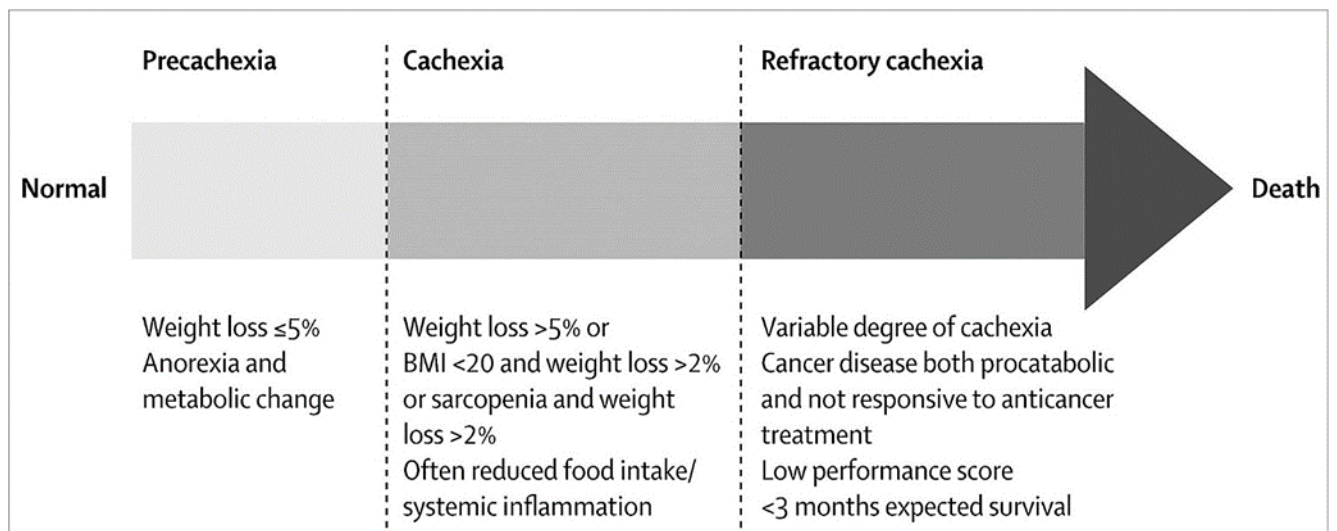 Precachexia
Cachexia
Refractory cachexia
Normal
Death
Weight loss ≤5%
Anorexia and
metabolic change
Weight loss >5% or
BMI <20 and weight loss >2%
or sarcopenia and weight
loss >2%
Often reduced food intake/
systemic inflammation
Variable degree of cachexia
Cancer disease both procatabolic
and not responsive to anticancer
treatment
Low performance score
<3 months expected survival